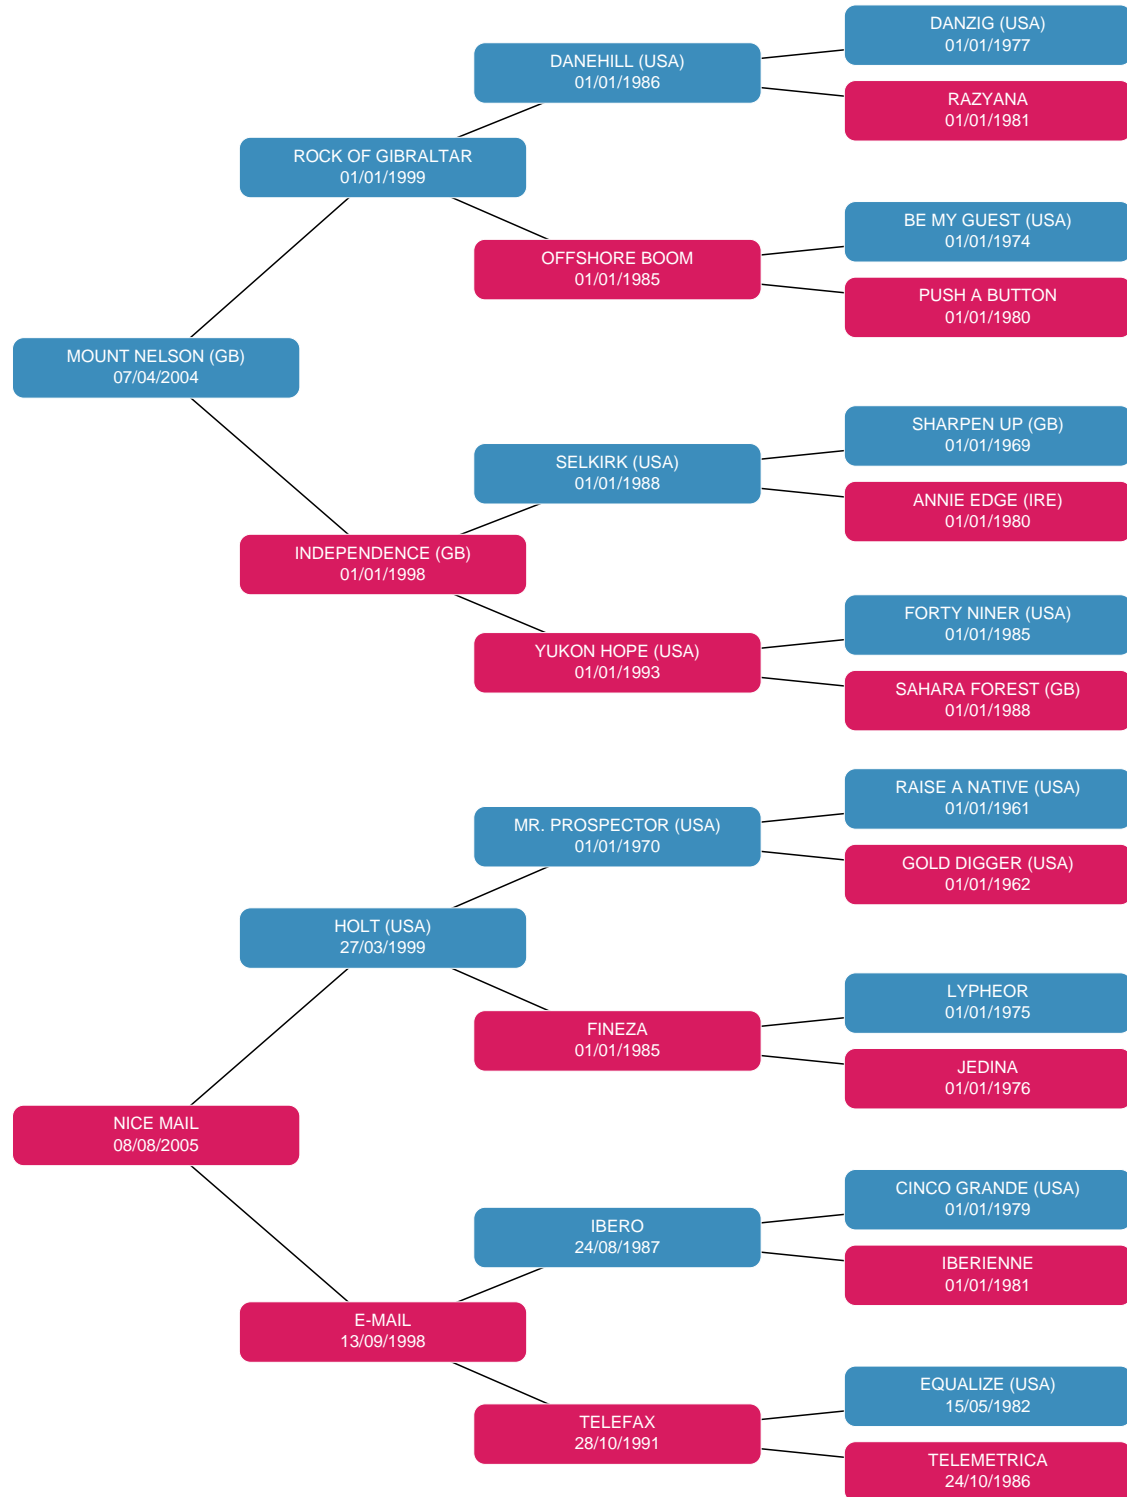 DANZIG (USA)
01/01/1977
DANEHILL (USA)
01/01/1986
RAZYANA
01/01/1981
ROCK OF GIBRALTAR
01/01/1999
BE MY GUEST (USA)
01/01/1974
OFFSHORE BOOM
01/01/1985
PUSH A BUTTON
01/01/1980
MOUNT NELSON (GB)
07/04/2004
SHARPEN UP (GB)
01/01/1969
SELKIRK (USA)
01/01/1988
ANNIE EDGE (IRE)
01/01/1980
INDEPENDENCE (GB)
01/01/1998
FORTY NINER (USA)
01/01/1985
YUKON HOPE (USA)
01/01/1993
SAHARA FOREST (GB)
01/01/1988
RAISE A NATIVE (USA)
01/01/1961
MR. PROSPECTOR (USA)
01/01/1970
GOLD DIGGER (USA)
01/01/1962
HOLT (USA)
27/03/1999
LYPHEOR
01/01/1975
FINEZA
01/01/1985
JEDINA
01/01/1976
NICE MAIL
08/08/2005
CINCO GRANDE (USA)
01/01/1979
IBERO
24/08/1987
IBERIENNE
01/01/1981
E-MAIL
13/09/1998
EQUALIZE (USA)
15/05/1982
TELEFAX
28/10/1991
TELEMETRICA
24/10/1986